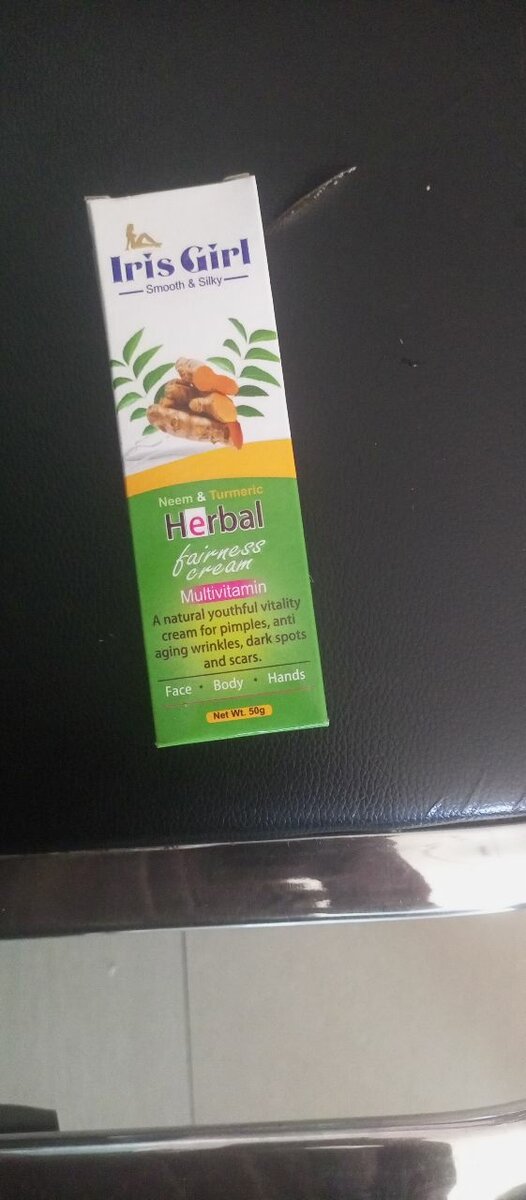 Iris Girl
Smooth & Silky
Neem & Turmeric
Herbal
fairness
cream
Multivitamin
A natural youthful vitality
cream for pimples, anti
aging wrinkles, dark spots
and scars.
Face • Body • Hands
Net Wt. 50g